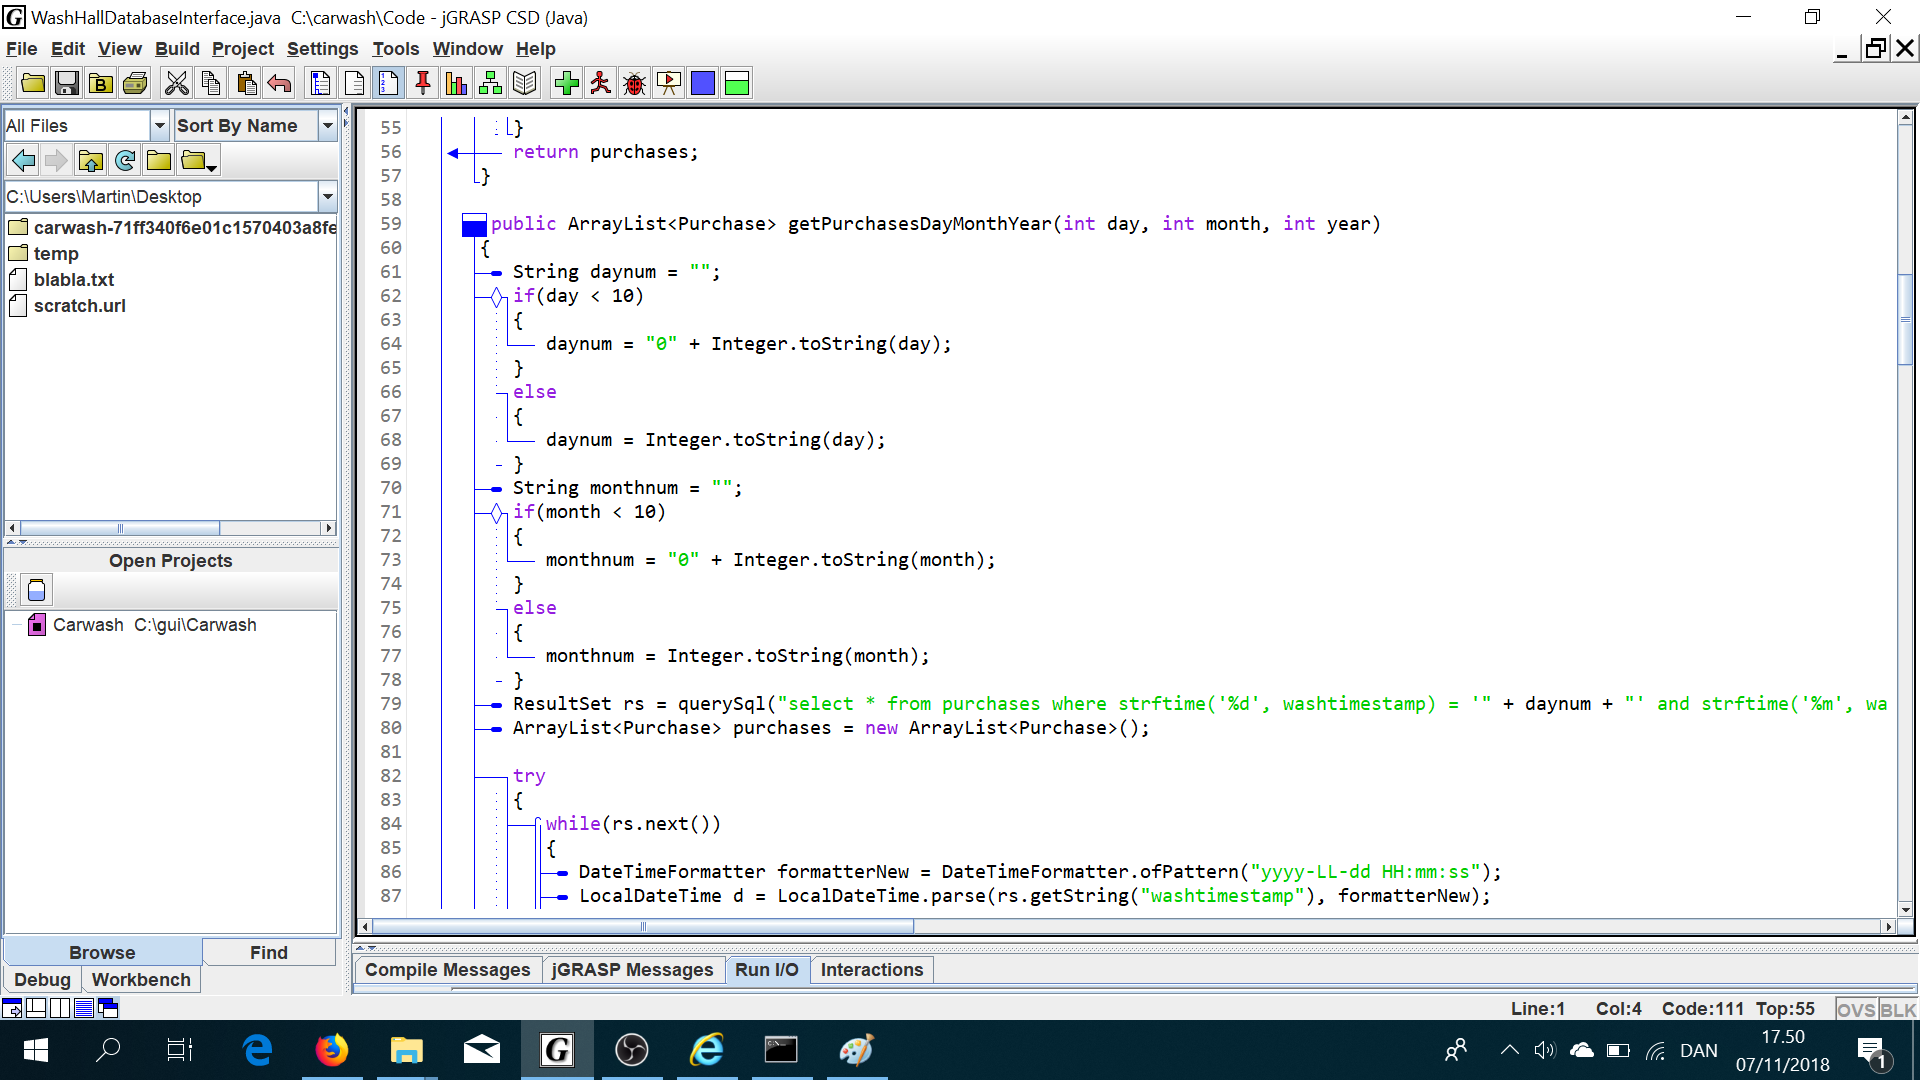 WashHallDatabaseInterface.java  C:\carwash\Code - jGRASP CSD (Java)
File Edit View Build Project Settings Tools Window Help
All Files Sort By Name
C:\Users\Martin\Desktop
carwash-71ff340f6e01c1570403a8fe
temp
blabla.txt
scratch.url
Open Projects
Carwash  C:\gui\Carwash
Browse Find
Debug Workbench
55 }
56 return purchases;
57 }
58
59 public ArrayList<Purchase> getPurchasesDayMonthYear(int day, int month, int year)
60 {
61 String daynum = "";
62 if(day < 10)
63 {
64 daynum = "0" + Integer.toString(day);
65 }
66 else
67 {
68 daynum = Integer.toString(day);
69 }
70 String monthnum = "";
71 if(month < 10)
72 {
73 monthnum = "0" + Integer.toString(month);
74 }
75 else
76 {
77 monthnum = Integer.toString(month);
78 }
79 ResultSet rs = querySql("select * from purchases where strftime('%d', washtimestamp) = '" + daynum + "' and strftime('%m', wa
80 ArrayList<Purchase> purchases = new ArrayList<Purchase>();
81
82 try
83 {
84 while(rs.next())
85 {
86 DateTimeFormatter formatterNew = DateTimeFormatter.ofPattern("yyyy-LL-dd HH:mm:ss");
87 LocalDateTime d = LocalDateTime.parse(rs.getString("washtimestamp"), formatterNew);
Compile Messages jGRASP Messages Run I/O Interactions
Line:1 Col:4 Code:111 Top:55 OVS BLK
DAN
17.50
07/11/2018
1